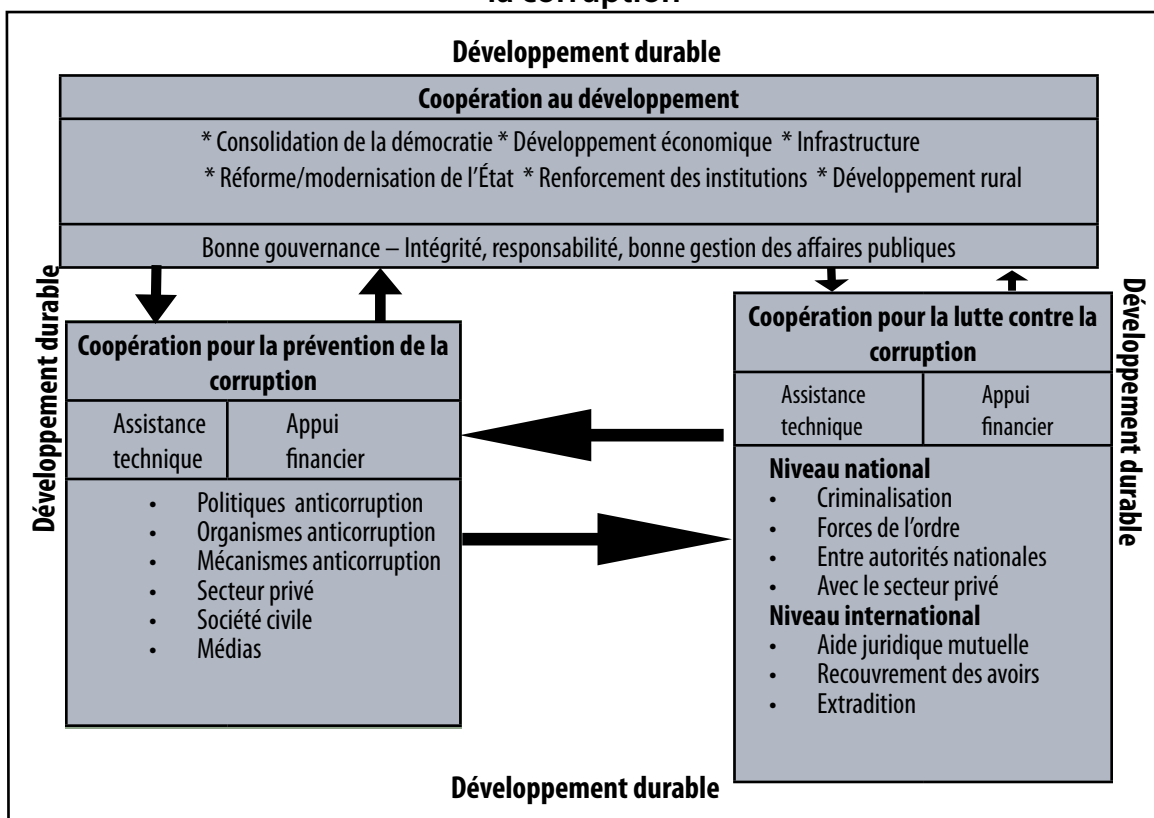 la corruption
Développement durable
Coopération au développement
* Consolidation de la démocratie * Développement économique * Infrastructure
* Réforme/modernisation de l'État * Renforcement des institutions * Développement rural
Bonne gouvernance – Intégrité, responsabilité, bonne gestion des affaires publiques
Développement durable
Coopération pour la prévention de la
corruption
Assistance
technique
Appui
financier
• Politiques anticorruption
• Organismes anticorruption
• Mécanismes anticorruption
• Secteur privé
• Société civile
• Médias
Coopération pour la lutte contre la
corruption
Assistance
technique
Appui
financier
Niveau national
• Criminalisation
• Forces de l'ordre
• Entre autorités nationales
• Avec le secteur privé
Niveau international
• Aide juridique mutuelle
• Recouvrement des avoirs
• Extradition
Développement durable
Développement durable